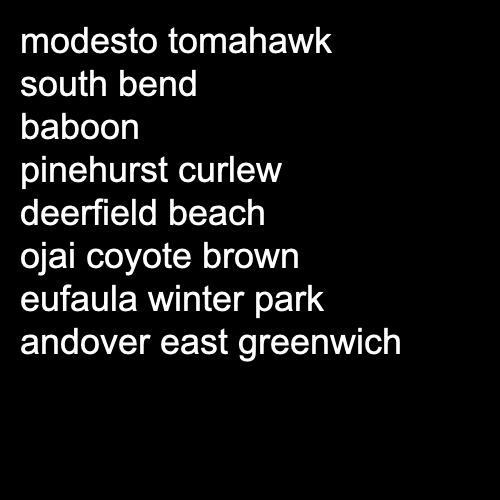 modesto tomahawk
south bend
baboon
pinehurst curlew
deerfield beach
ojai coyote brown
eufaula winter park
andover east greenwich